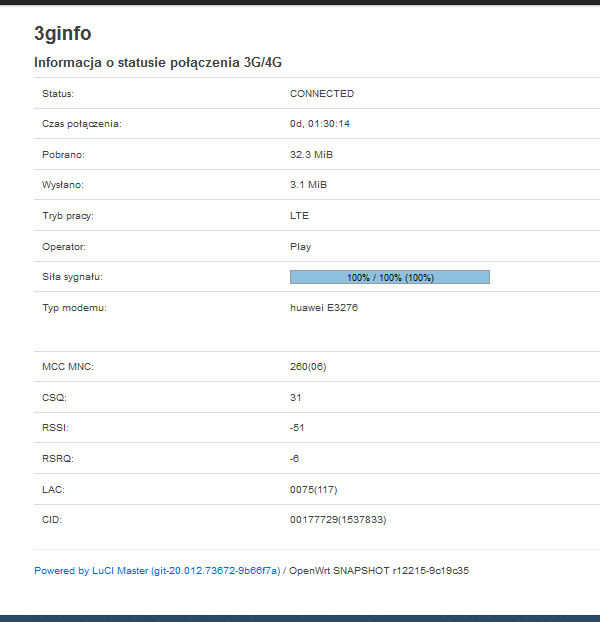 3ginfo
Informacja o statusie połączenia 3G/4G
Status: CONNECTED
Czas połączenia: 0d, 01:30:14
Pobrano: 32.3 MiB
Wysłano: 3.1 MiB
Tryb pracy: LTE
Operator: Play
Siła sygnału: 100% / 100% (100%)
Typ modemu: huawei E3276
MCC MNC: 260(06)
CSQ: 31
RSSI: -51
RSRQ: -6
LAC: 0075(117)
CID: 00177729(1537833)
Powered by LuCI Master (git-20.012.73672-9b66f7a) / OpenWrt SNAPSHOT r12215-9c19c35